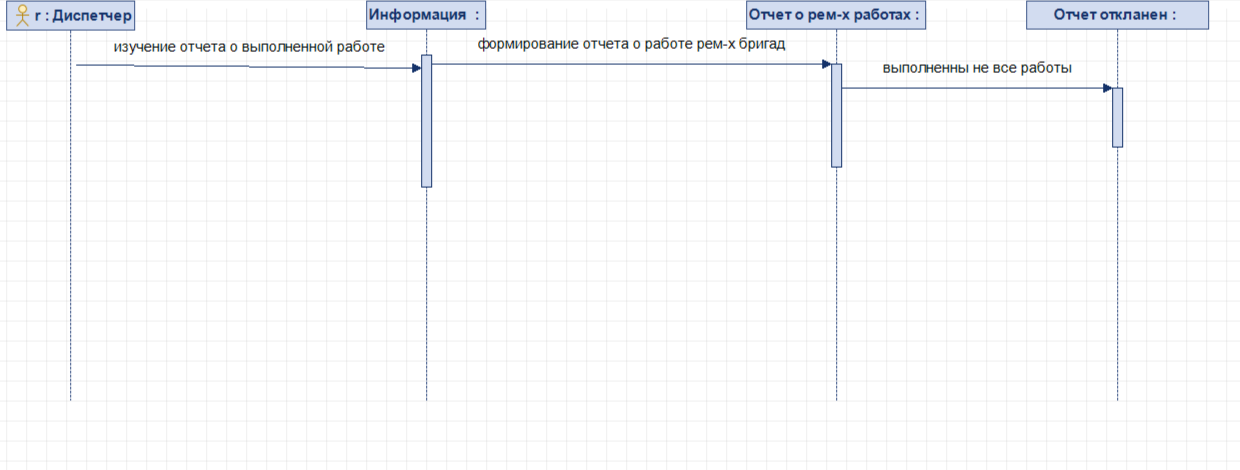 r : Диспетчер
Информация :
Отчет о рем-х работах :
Отчет откланен :
изучение отчета о выполненной работе
формирование отчета о работе рем-х бригад
выполненны не все работы